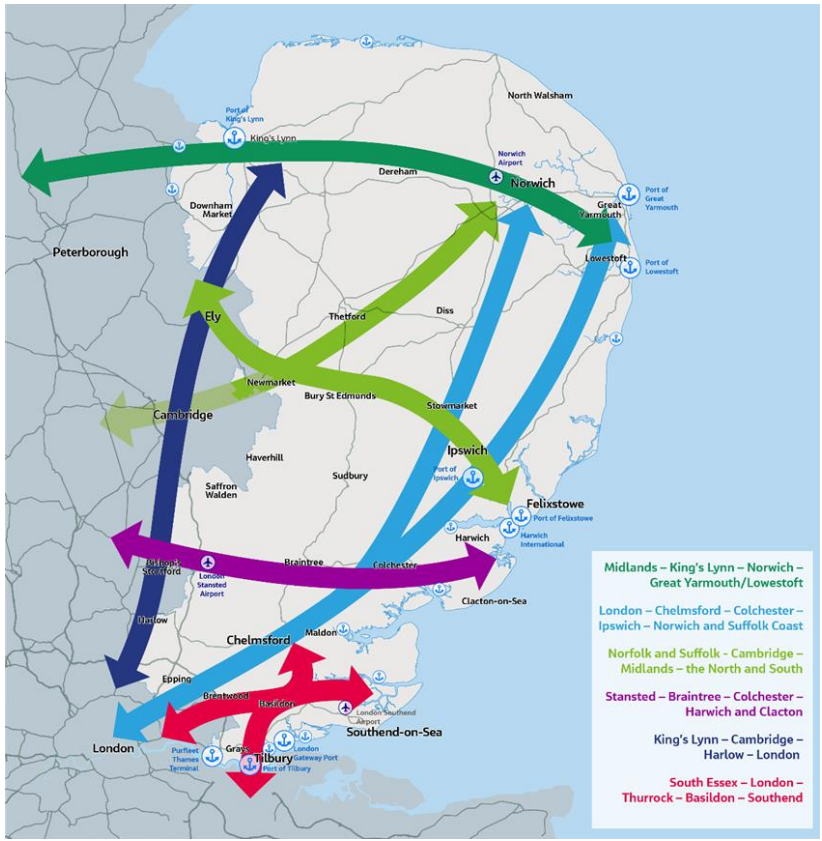 North Walsham
Port of
King's Lynn
King's Lynn
Norwich
Airport
Dereham
Norwich
Port of
Great
Yarmouth
Downham
Market
Great
Yarmouth
Peterborough
Lowestoft
Port of
Lowestoft
Ely
Thetford
Diss
Newmarket
Bury St Edmunds
Stowmarket
Cambridge
Ipswich
Haverhill
Port of
Ipswich
Sudbury
Saffron
Walden
Felixstowe
Port of Felixstowe
Harwich
Harwich
International
Bishop's
Stortford
Braintree
Colchester
London
Stansted
Airport
Clacton-on-Sea
Harlow
Maldon
Chelmsford
Epping
Brentwood
Basildon
London Southend
Airport
Southend-on-Sea
London
Purfleet
Thames
Terminal
Grays
London
Gateway Port
Tilbury
Port of Tilbury
Midlands – King's Lynn – Norwich –
Great Yarmouth/Lowestoft
London – Chelmsford – Colchester –
Ipswich – Norwich and Suffolk Coast
Norfolk and Suffolk - Cambridge –
Midlands – the North and South
Stansted – Braintree – Colchester –
Harwich and Clacton
King's Lynn – Cambridge –
Harlow – London
South Essex – London –
Thurrock – Basildon – Southend